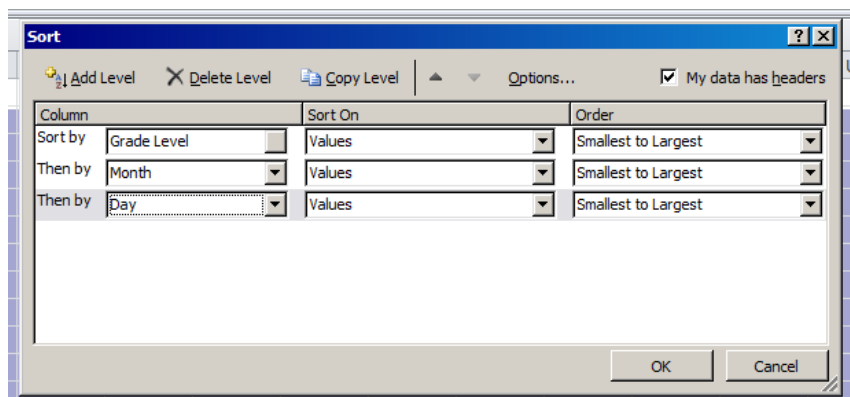 Sort
Add Level Delete Level Copy Level Options... My data has headers
Column Sort On Order
Sort by Grade Level Values Smallest to Largest
Then by Month Values Smallest to Largest
Then by Day Values Smallest to Largest
OK Cancel